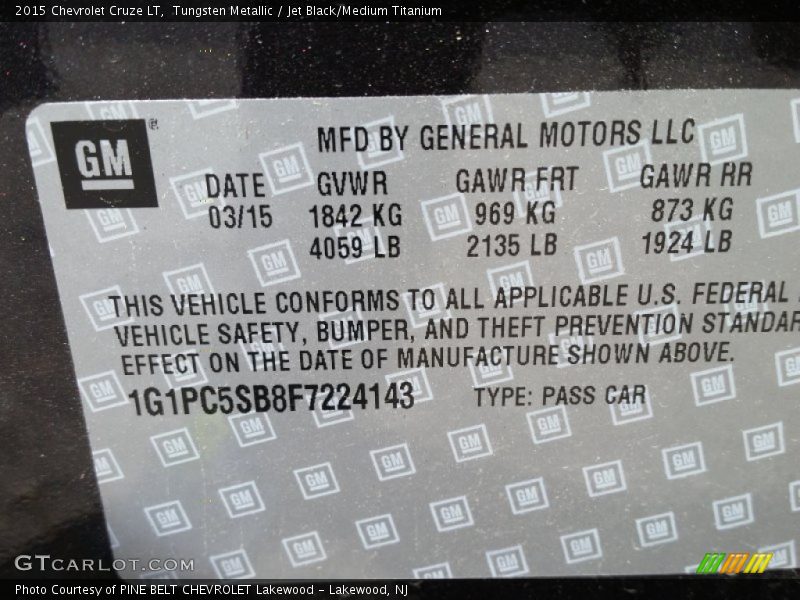 2015 Chevrolet Cruze LT, Tungsten Metallic / Jet Black/Medium Titanium
GM®
MFD BY GENERAL MOTORS LLC
DATE GVWR GAWR FRT GAWR RR
03/15 1842 KG 969 KG 873 KG
4059 LB 2135 LB 1924 LB
THIS VEHICLE CONFORMS TO ALL APPLICABLE U.S. FEDERAL
VEHICLE SAFETY, BUMPER, AND THEFT PREVENTION STANDAR
EFFECT ON THE DATE OF MANUFACTURE SHOWN ABOVE.
1G1PC5SB8F7224143 TYPE: PASS CAR
GTCARLOT.COM
Photo Courtesy of PINE BELT CHEVROLET Lakewood - Lakewood, NJ